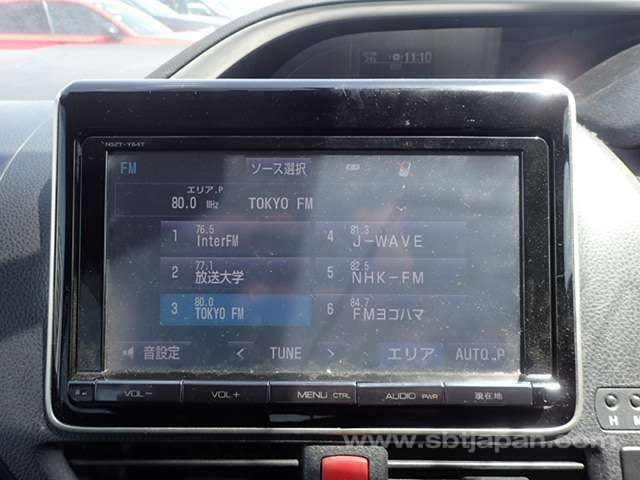 11:10
NSZT-Y64T
FM ソース選択
エリア.P
80.0 MHz TOKYO FM
76.5
1 InterFM
81.3
4 J-WAVE
77.1
2 放送大学
82.5
5 NHK-FM
80.0
3 TOKYO FM
84.7
6 FMヨコハマ
音設定 < TUNE > エリア AUTO.P
VOL− VOL+ MENU CTRL AUDIO PWR 現在地
H M
www.sbtjapan.com